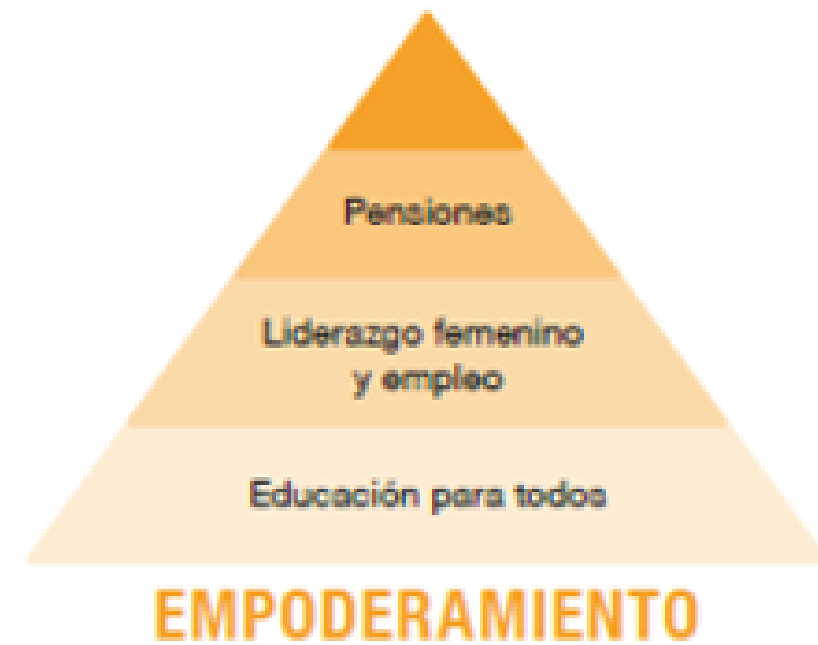 Pensiones
Liderazgo femenino
y empleo
Educación para todos
EMPODERAMIENTO